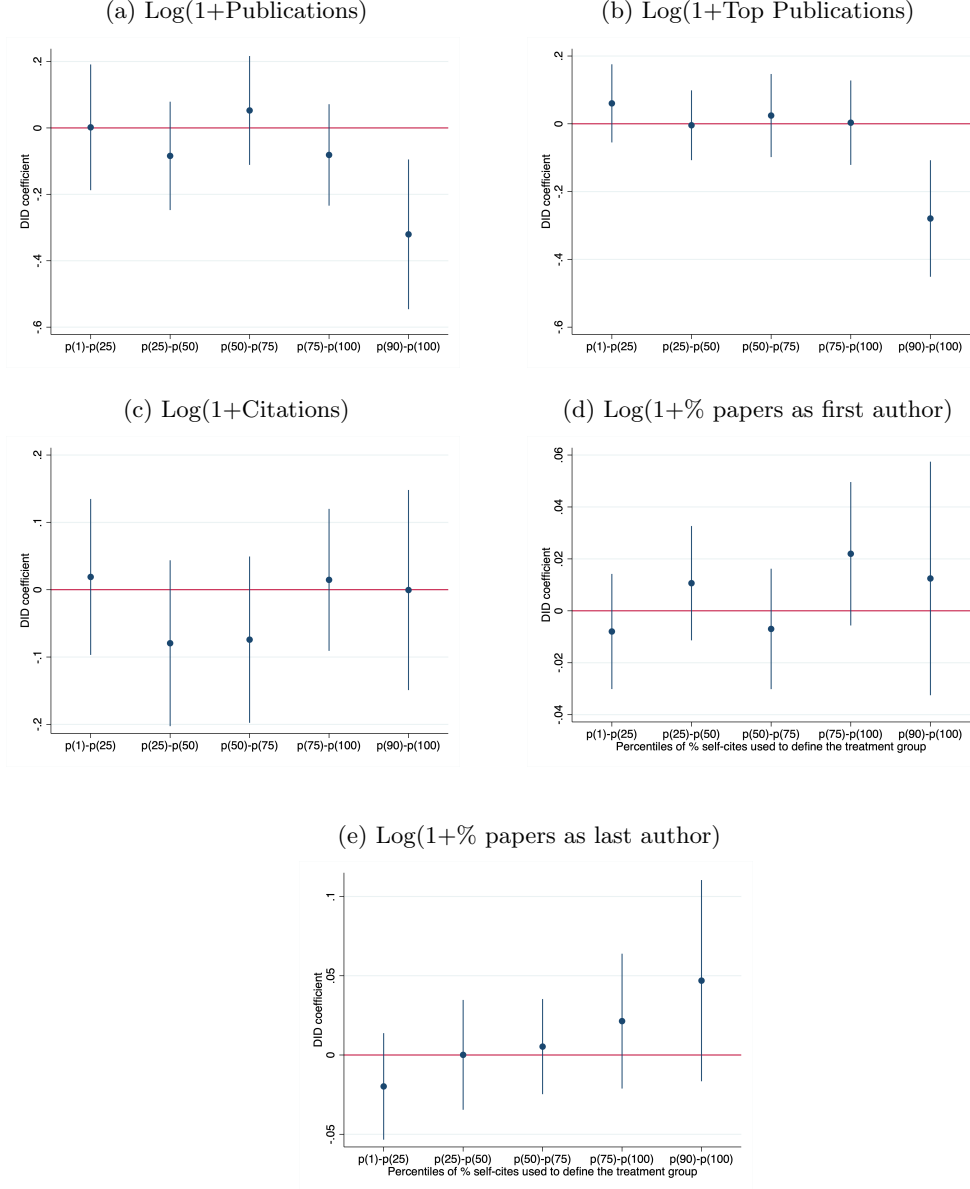 (a) Log(1+Publications)
.2
0
-.2
-.4
-.6
DID coefficient
p(1)-p(25) p(25)-p(50) p(50)-p(75) p(75)-p(100) p(90)-p(100)
(b) Log(1+Top Publications)
.2
0
-.2
-.4
-.6
DID coefficient
p(1)-p(25) p(25)-p(50) p(50)-p(75) p(75)-p(100) p(90)-p(100)
(c) Log(1+Citations)
.2
.1
0
-.1
-.2
DID coefficient
p(1)-p(25) p(25)-p(50) p(50)-p(75) p(75)-p(100) p(90)-p(100)
(d) Log(1+% papers as first author)
.06
.04
.02
0
-.02
-.04
DID coefficient
p(1)-p(25) p(25)-p(50) p(50)-p(75) p(75)-p(100) p(90)-p(100)
Percentiles of % self-cites used to define the treatment group
(e) Log(1+% papers as last author)
.1
.05
0
-.05
DID coefficient
p(1)-p(25) p(25)-p(50) p(50)-p(75) p(75)-p(100) p(90)-p(100)
Percentiles of % self-cites used to define the treatment group